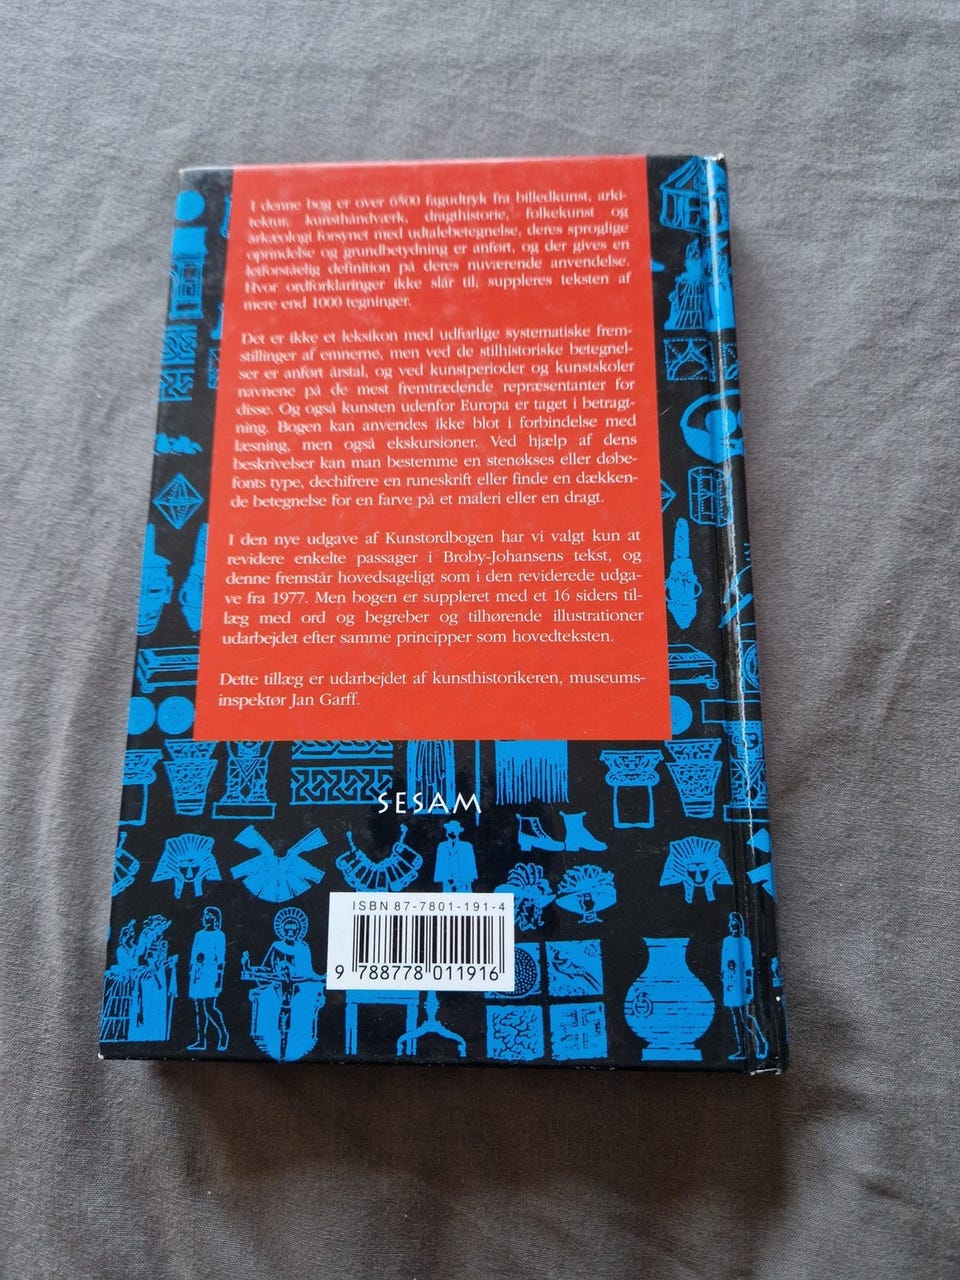 I denne bog er over 6500 fagudtryk fra billedkunst, arki-
tektur, kunsthåndværk, dragthistorie, folkekunst og
arkæologi forsynet med udtalebetegnelse, deres sproglige
oprindelse og grundbetydning er anført, og der gives en
letforståelig definition på deres nuværende anvendelse.
Hvor ordforklaringer ikke slår til, suppleres teksten af
mere end 1000 tegninger.
Det er ikke et leksikon med udførlige systematiske frem-
stillinger af emnerne, men ved de stilhistoriske betegnel-
ser er anført årstal, og ved kunstperioder og kunstskoler
navnene på de mest fremtrædende repræsentanter for
disse. Og også kunsten udenfor Europa er taget i betragt-
ning. Bogen kan anvendes ikke blot i forbindelse med
læsning, men også ekskursioner. Ved hjælp af dens
beskrivelser kan man bestemme en stenøkses eller døbe-
fonts type, dechifrere en runeskrift eller finde en dækken-
de betegnelse for en farve på et maleri eller en dragt.
I den nye udgave af Kunstordbogen har vi valgt kun at
revidere enkelte passager i Broby-Johansens tekst, og
denne fremstår hovedsageligt som i den reviderede udga-
ve fra 1977. Men bogen er suppleret med et 16 siders til-
læg med ord og begreber og tilhørende illustrationer
udarbejdet efter samme principper som hovedteksten.
Dette tillæg er udarbejdet af kunsthistorikeren, museums-
inspektør Jan Garff.
SESAM
ISBN 87-7801-191-4
9 788778 011916